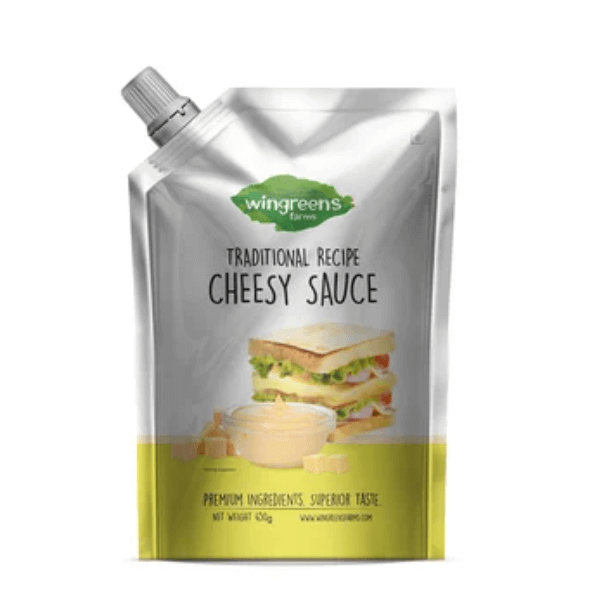 wingreens
farms
TRADITIONAL RECIPE
CHEESY SAUCE
PREMIUM INGREDIENTS. SUPERIOR TASTE.
NET WEIGHT 450g
WWW.WINGREENSFARMS.COM